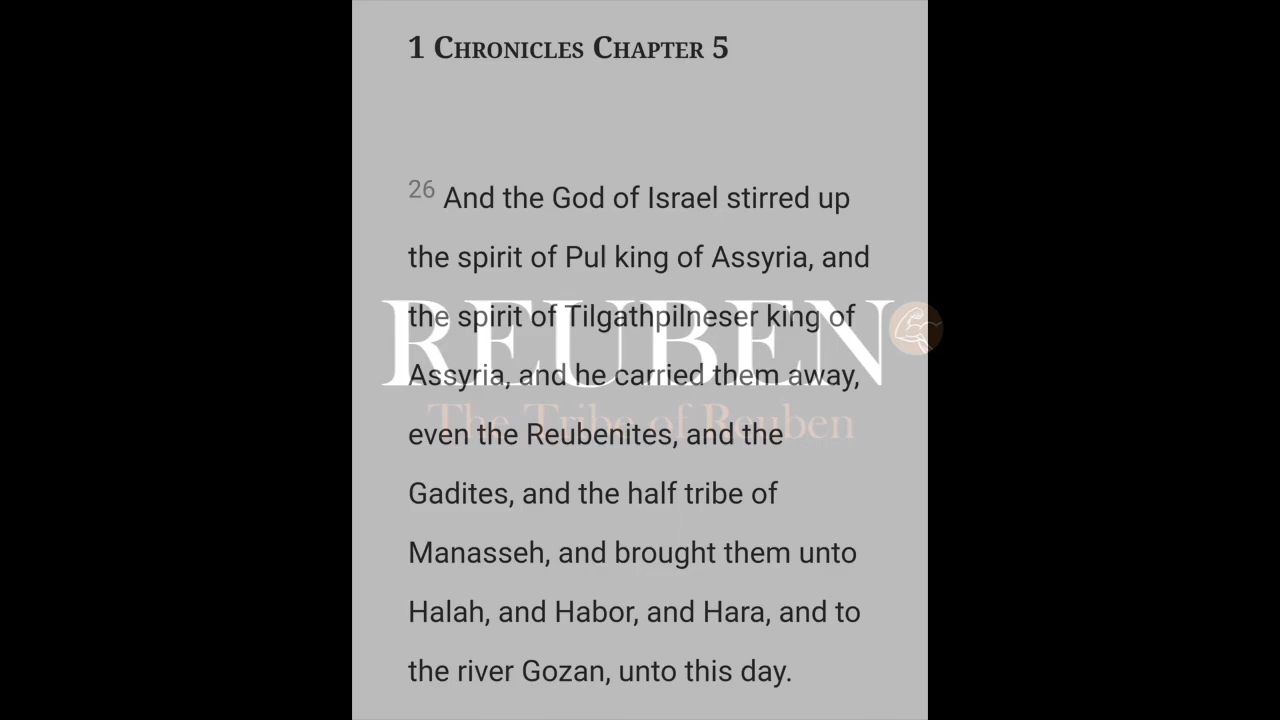 1 Chronicles Chapter 5
26 And the God of Israel stirred up
the spirit of Pul king of Assyria, and
the spirit of Tilgathpilneser king of
REUBEN
Assyria, and he carried them away,
The Tribe of Reuben
even the Reubenites, and the
Gadites, and the half tribe of
Manasseh, and brought them unto
Halah, and Habor, and Hara, and to
the river Gozan, unto this day.